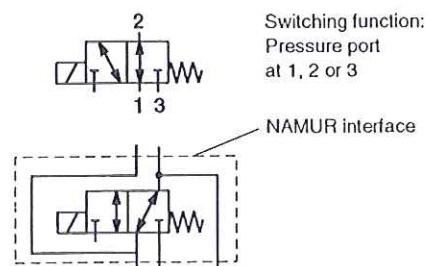 2
Switching function:
Pressure port
at 1, 2 or 3
1 3
NAMUR interface